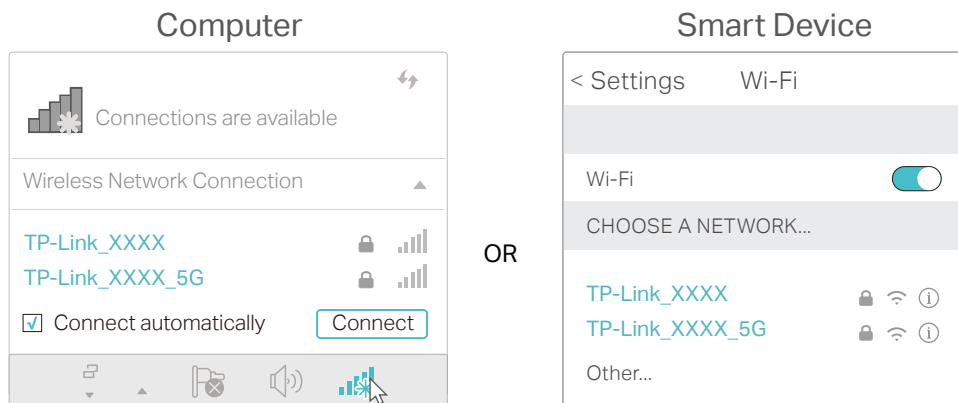 Computer
Connections are available
Wireless Network Connection
TP-Link_XXXX
TP-Link_XXXX_5G
Connect automatically
Connect
OR
Smart Device
< Settings Wi-Fi
Wi-Fi
CHOOSE A NETWORK...
TP-Link_XXXX
TP-Link_XXXX_5G
Other...